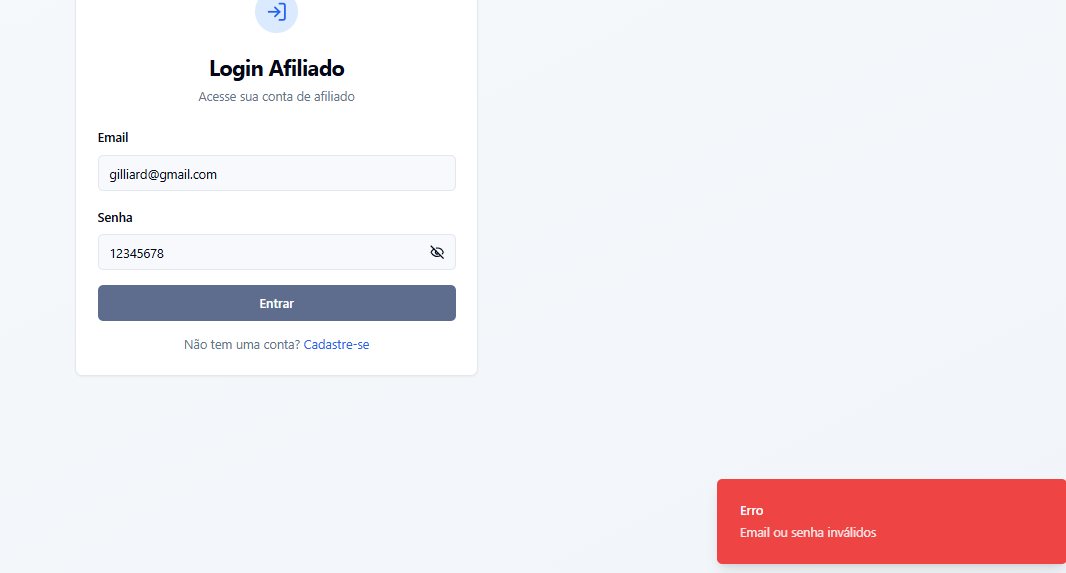 Login Afiliado
Acesse sua conta de afiliado
Email
gilliard@gmail.com
Senha
12345678
Entrar
Não tem uma conta? Cadastre-se
Erro
Email ou senha inválidos